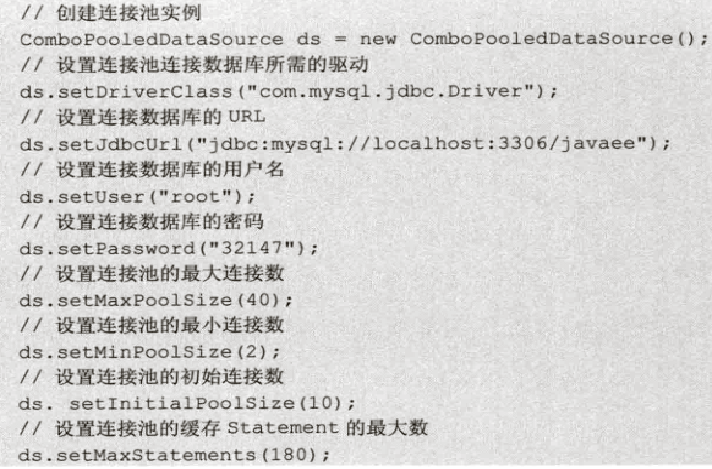 // 创建连接池实例
ComboPooledDataSource ds = new ComboPooledDataSource();
// 设置连接池连接数据库所需的驱动
ds.setDriverClass("com.mysql.jdbc.Driver");
// 设置连接数据库的 URL
ds.setJdbcUrl("jdbc:mysql://localhost:3306/javaee");
// 设置连接数据库的用户名
ds.setUser("root");
// 设置连接数据库的密码
ds.setPassword("32147");
// 设置连接池的最大连接数
ds.setMaxPoolSize(40);
// 设置连接池的最小连接数
ds.setMinPoolSize(2);
// 设置连接池的初始连接数
ds. setInitialPoolSize(10);
// 设置连接池的缓存 Statement 的最大数
ds.setMaxStatements(180);